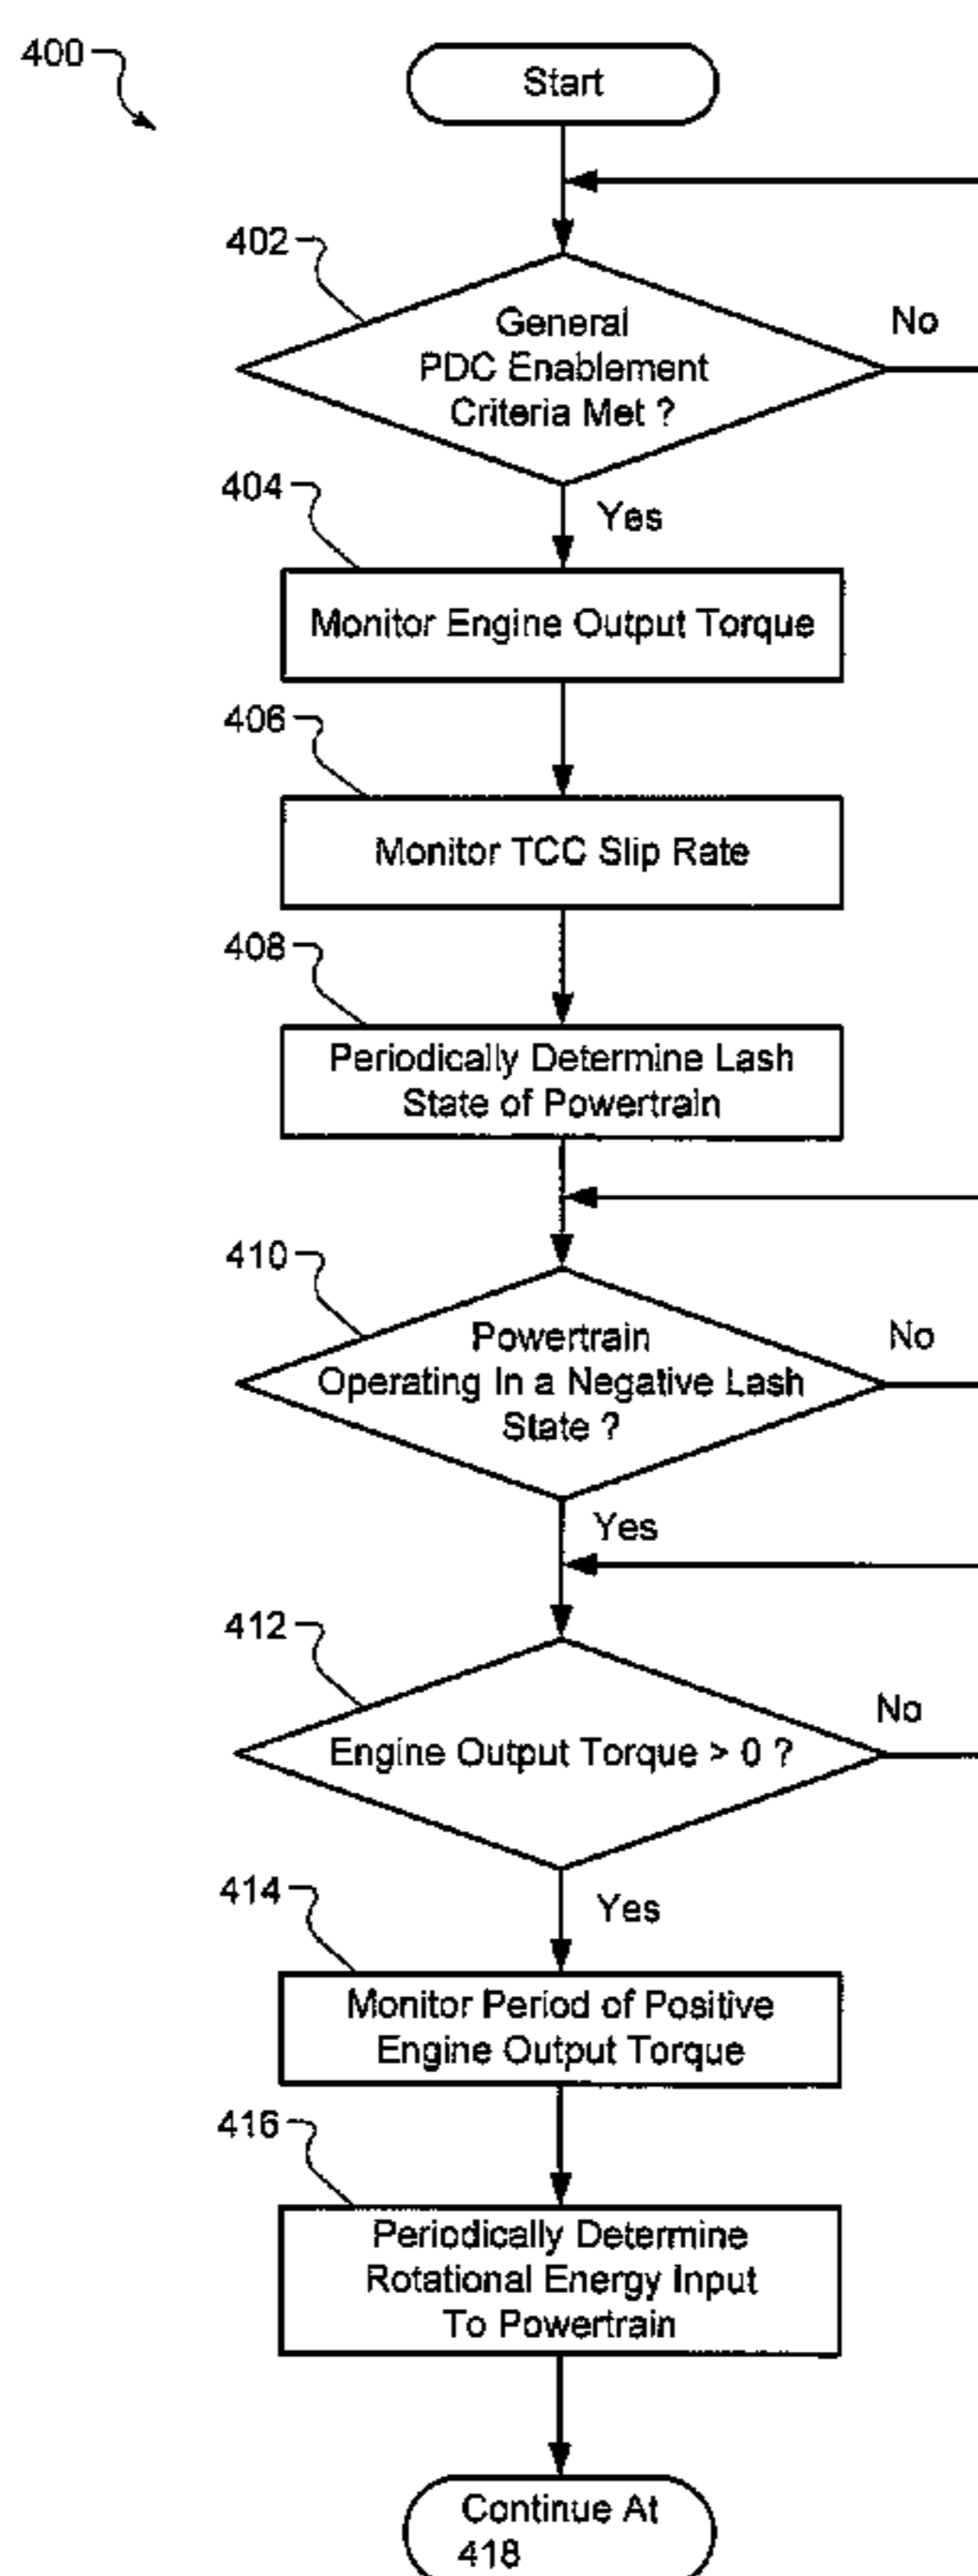 400
Start
402
General
PDC Enablement
Criteria Met ?
No
404
Yes
Monitor Engine Output Torque
406
Monitor TCC Slip Rate
408
Periodically Determine Lash
State of Powertrain
410
Powertrain
Operating In a Negative Lash
State ?
No
Yes
412
Engine Output Torque > 0 ?
No
414
Yes
Monitor Period of Positive
Engine Output Torque
416
Periodically Determine
Rotational Energy Input
To Powertrain
Continue At
418